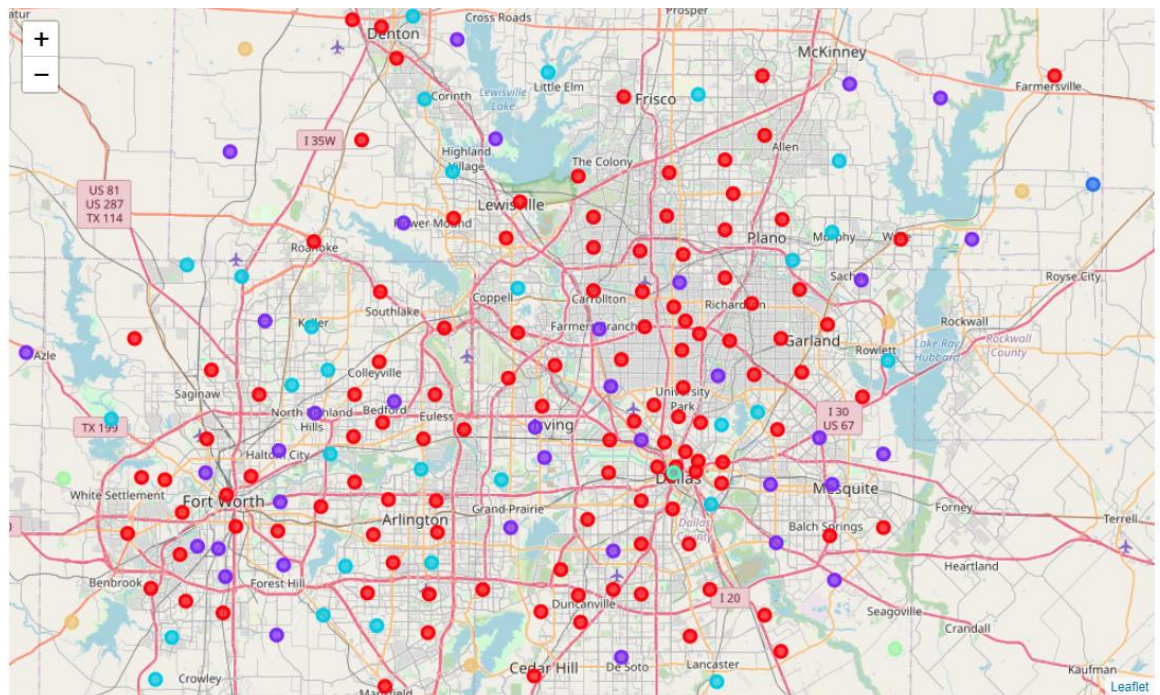 Cross Roads
Prosper
+
−
Denton
McKinney
Little Elm
Corinth
Lewisville
Lake
Frisco
Farmersville
I 35W
Highland
Village
The Colony
Allen
US 81
US 287
TX 114
Lewisville
Flower Mound
Plano
Murphy
Wylie
Roanoke
Sachse
Royse City
Coppell
Carrollton
Richardson
Southlake
Keller
Farmers Branch
Garland
Rockwall
Lake Ray
Hubbard
Rockwall
County
Azle
Rowlett
Colleyville
Saginaw
University
Park
North Richland
Hills
Bedford
Euless
I 30
US 67
TX 199
Irving
Haltom City
White Settlement
Dallas
Mesquite
Fort Worth
Grand Prairie
Arlington
Dallas
County
Balch Springs
Forney
Terrell
Heartland
Benbrook
Forest Hill
Duncanville
I 20
Seagoville
Crandall
Cedar Hill
De Soto
Lancaster
Kaufman
Crowley
Mansfield
Leaflet